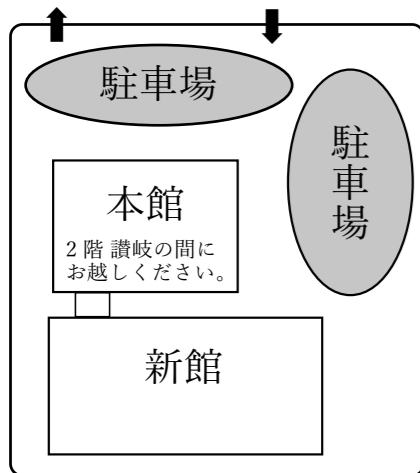 駐車場
駐車場
本館
2階 讃岐の間に
お越しください。
新館